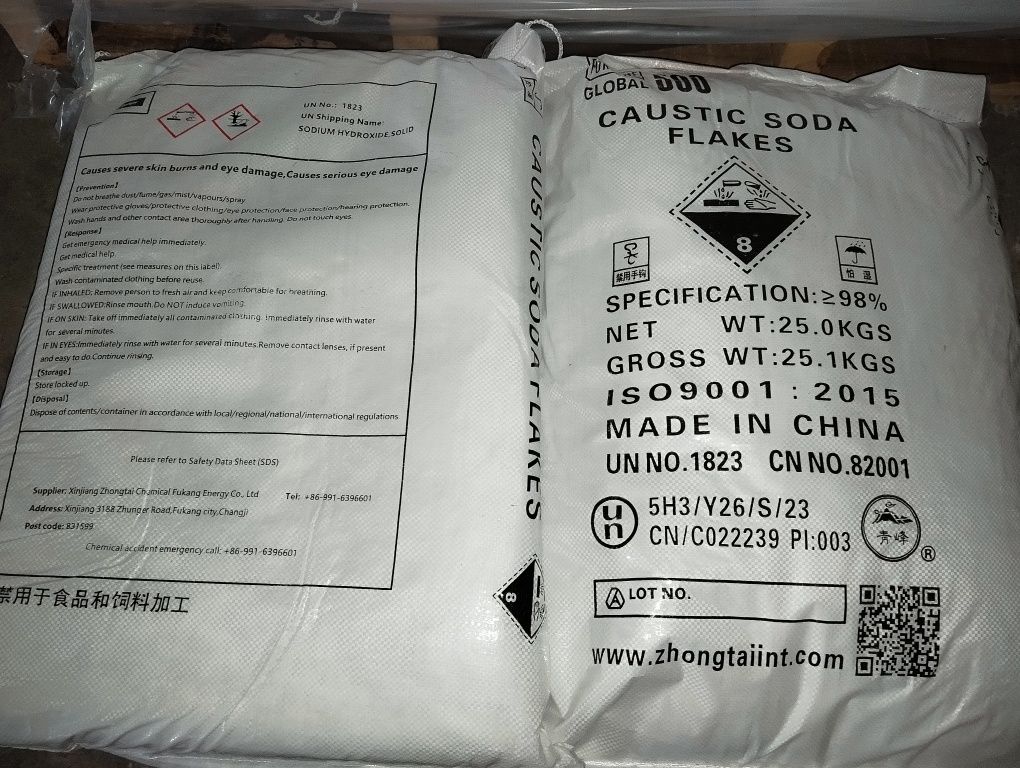 UN No.: 1823
UN Shipping Name:
SODIUM HYDROXIDE,SOLID
Causes severe skin burns and eye damage,Causes serious eye damage
【Prevention】
Do not breathe dust/fume/gas/mist/vapours/spray
Wear protective gloves/protective clothing/eye protection/face protection/hearing protection.
Wash hands and other contact area thoroughly after handling. Do not touch eyes.
【Response】
Get emergency medical help immediately.
Get medical help.
Specific treatment (see measures on this label).
Wash contaminated clothing before reuse.
IF INHALED: Remove person to fresh air and keep comfortable for breathing.
IF SWALLOWED:Rinse mouth.Do NOT induce vomiting.
IF ON SKIN: Take off immediately all contaminated clothing. Immediately rinse with water
for several minutes.
IF IN EYES:Immediately rinse with water for several minutes.Remove contact lenses, if present
and easy to do.Continue rinsing.
【Storage】
Store locked up.
【Disposal】
Dispose of contents/container in accordance with local/regional/national/international regulations
Please refer to Safety Data Sheet (SDS)
Supplier: Xinjiang Zhongtai Chemical Fukang Energy Co., Ltd Tel: +86-991-6396601
Address: Xinjiang 3188 Zhunger Road,Fukang city,Changji
Post code: 831599
Chemical accident emergency call: +86-991-6396601
禁用于食品和饲料加工
CAUSTIC SODA FLAKES
8
GLOBAL 500
CAUSTIC SODA
FLAKES
8
禁用手钩
怕 湿
SPECIFICATION:≥98%
NET WT:25.0KGS
GROSS WT:25.1KGS
ISO9001:2015
MADE IN CHINA
UN NO.1823 CN NO.82001
un
5H3/Y26/S/23
CN/C022239 PI:003
青峰
®
A LOT NO.
www.zhongtaiint.com